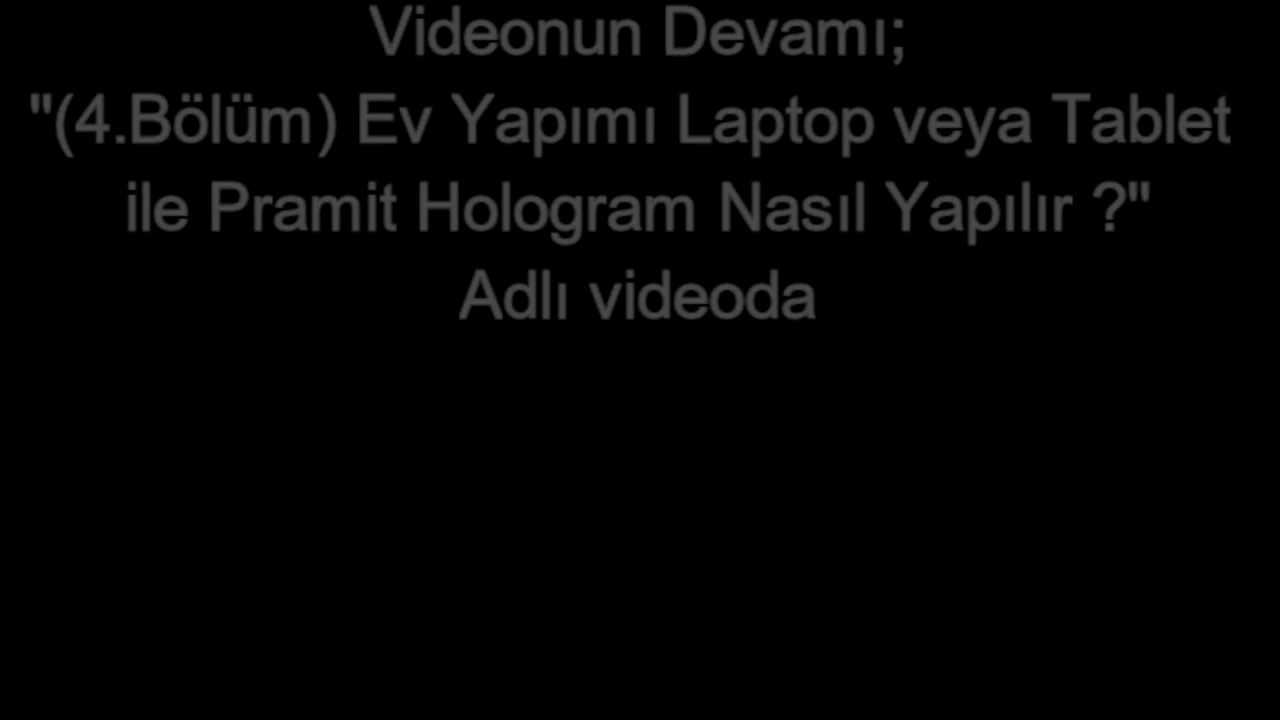 Videonun Devamı;
"(4.Bölüm) Ev Yapımı Laptop veya Tablet
ile Pramit Hologram Nasıl Yapılır ?"
Adlı videoda